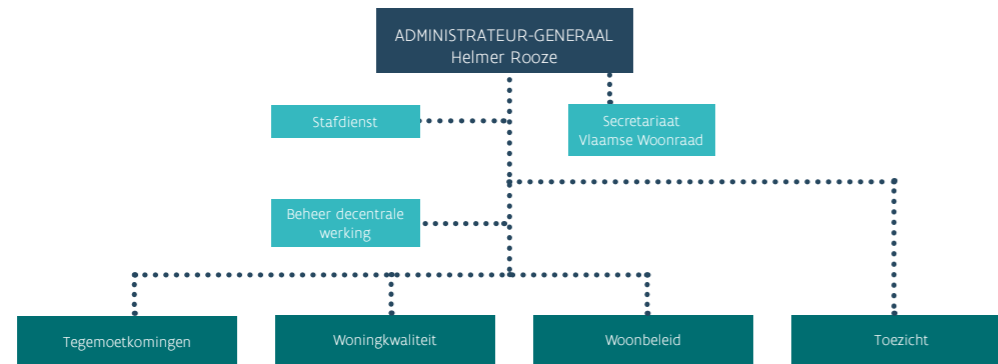 ADMINISTRATEUR-GENERAAL
Helmer Rooze
Stafdienst
Secretariaat
Vlaamse Woonraad
Beheer decentrale
werking
Tegemoetkomingen
Woningkwaliteit
Woonbeleid
Toezicht